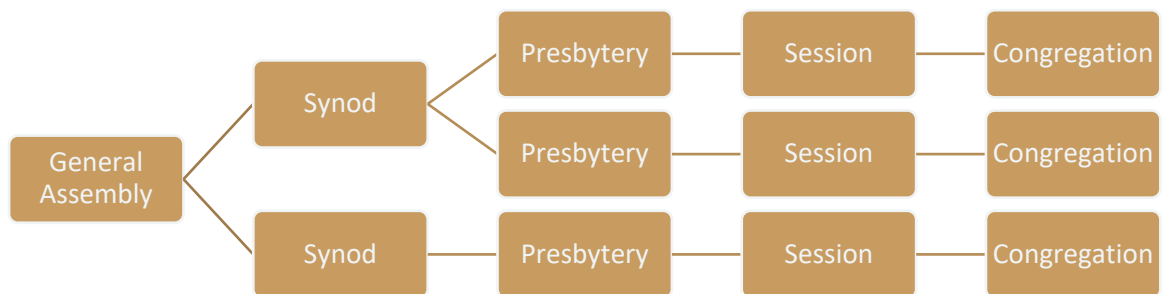 Presbytery
Session
Congregation
Synod
Presbytery
Session
Congregation
General
Assembly
Synod
Presbytery
Session
Congregation